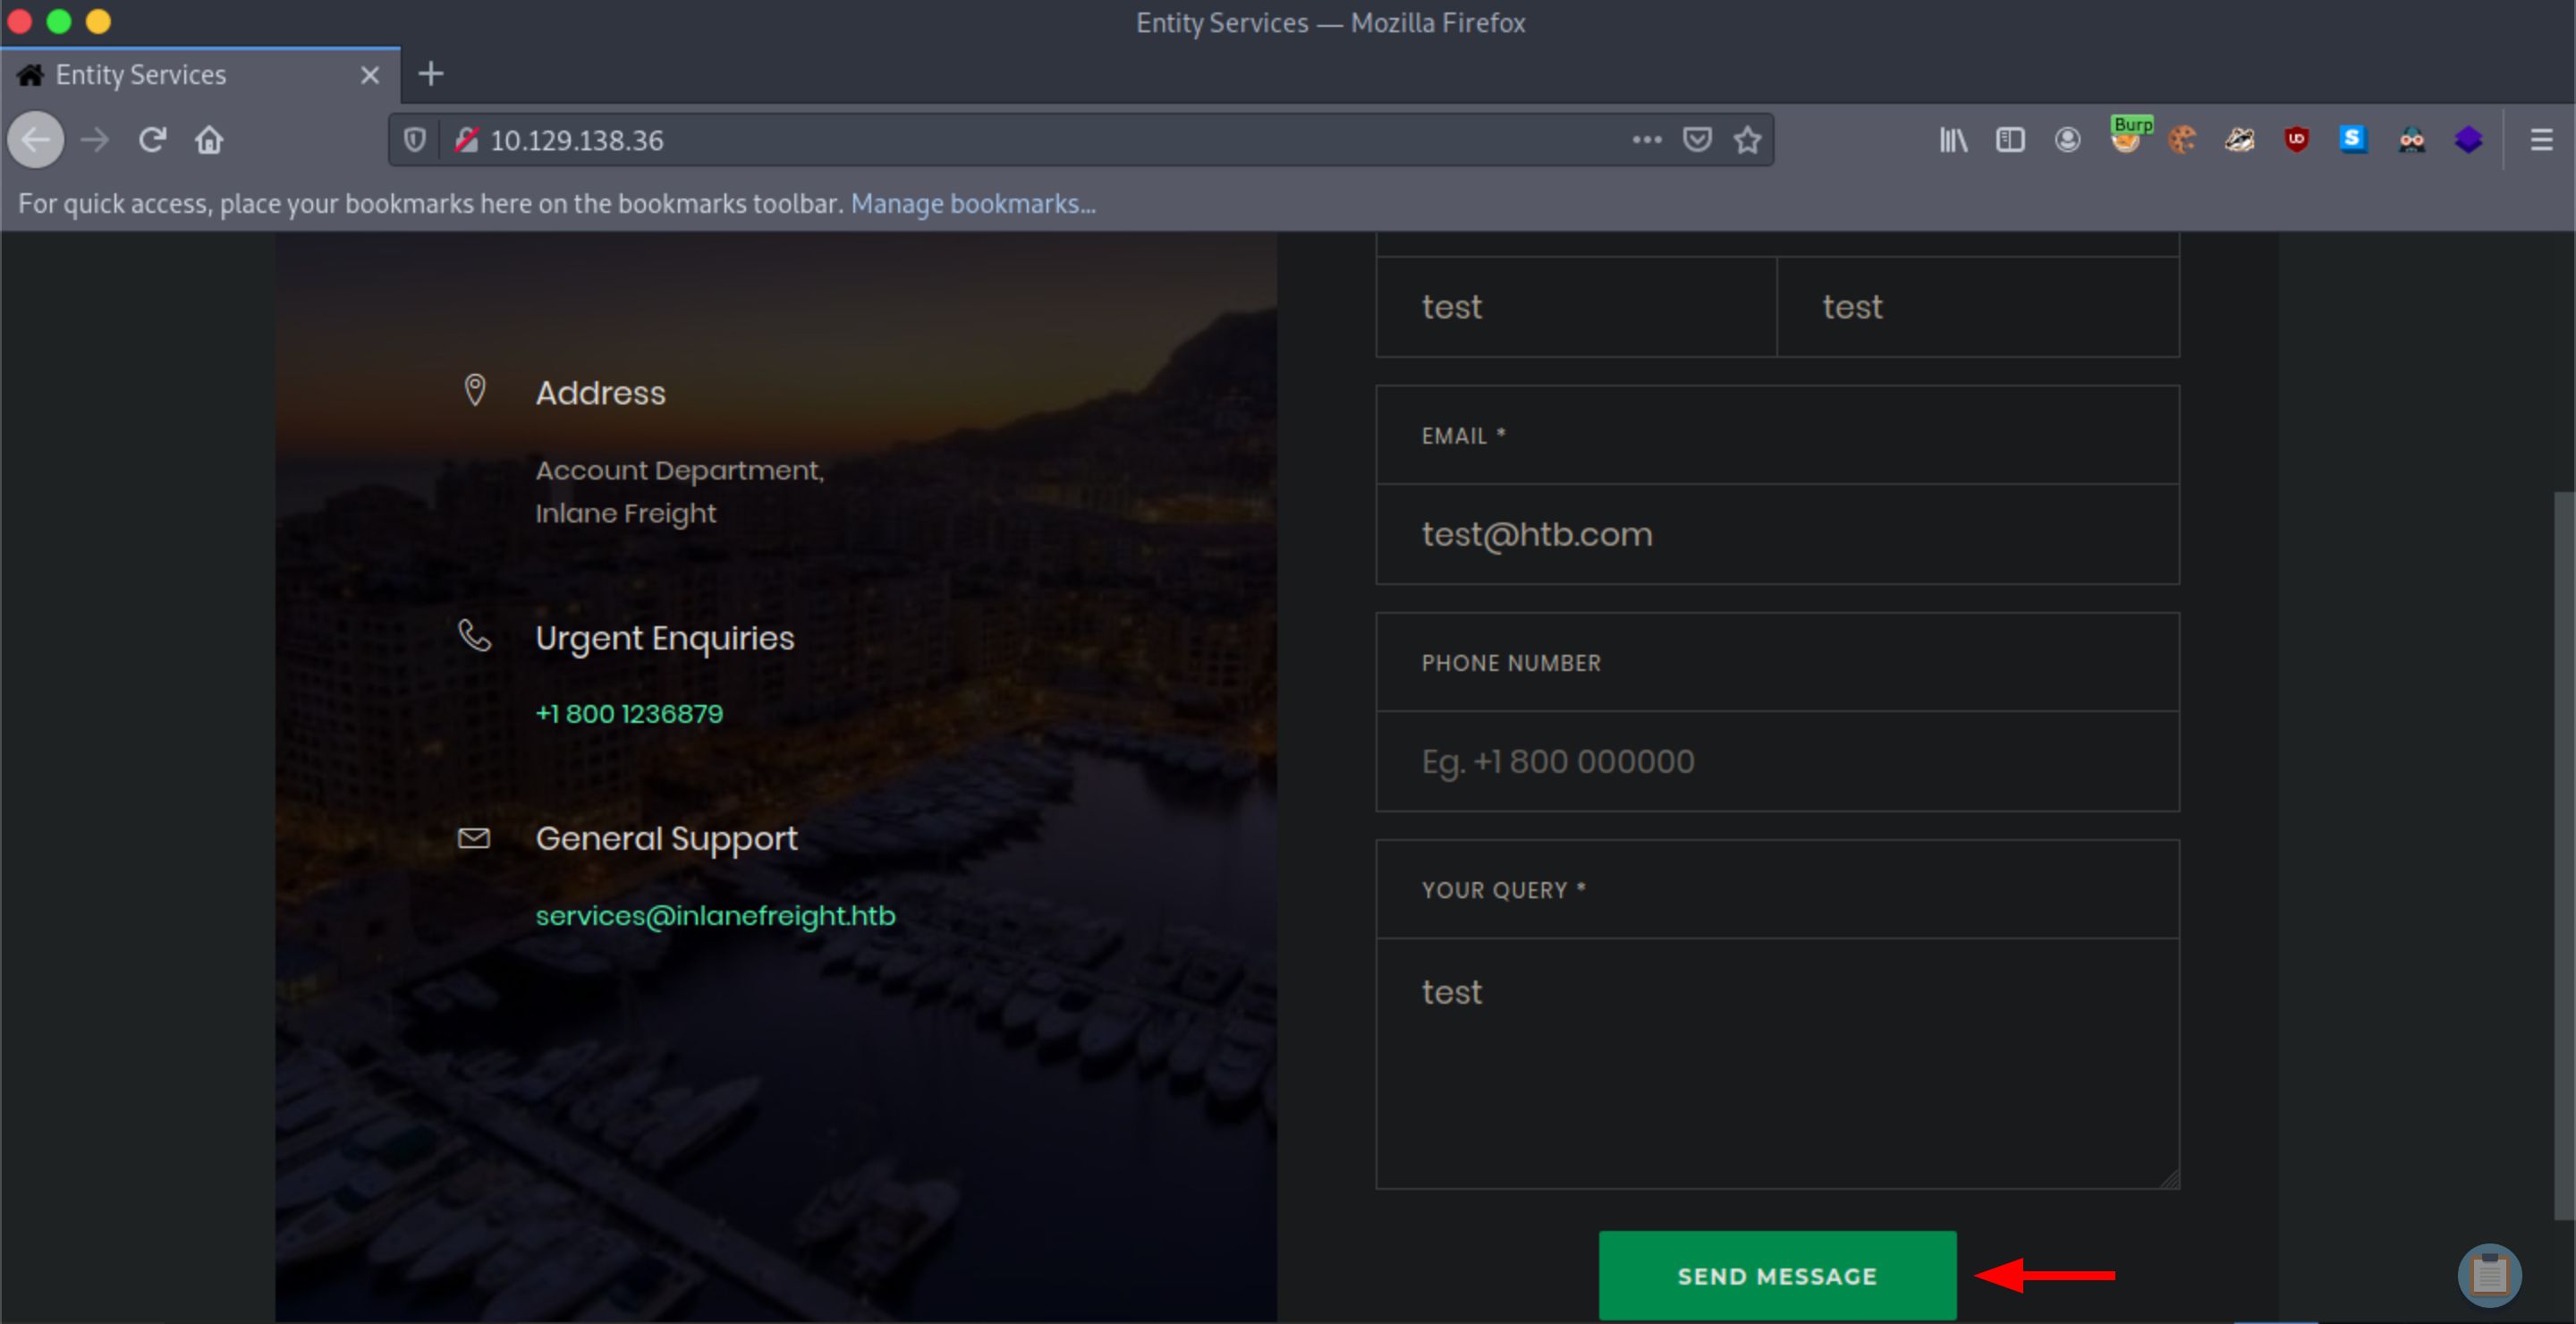 Entity Services — Mozilla Firefox
Entity Services
10.129.138.36
Burp
UD
S
For quick access, place your bookmarks here on the bookmarks toolbar. Manage bookmarks...
Address
Account Department,
Inlane Freight
Urgent Enquiries
+1 800 1236879
General Support
services@inlanefreight.htb
test
test
EMAIL *
test@htb.com
PHONE NUMBER
Eg. +1 800 000000
YOUR QUERY *
test
SEND MESSAGE